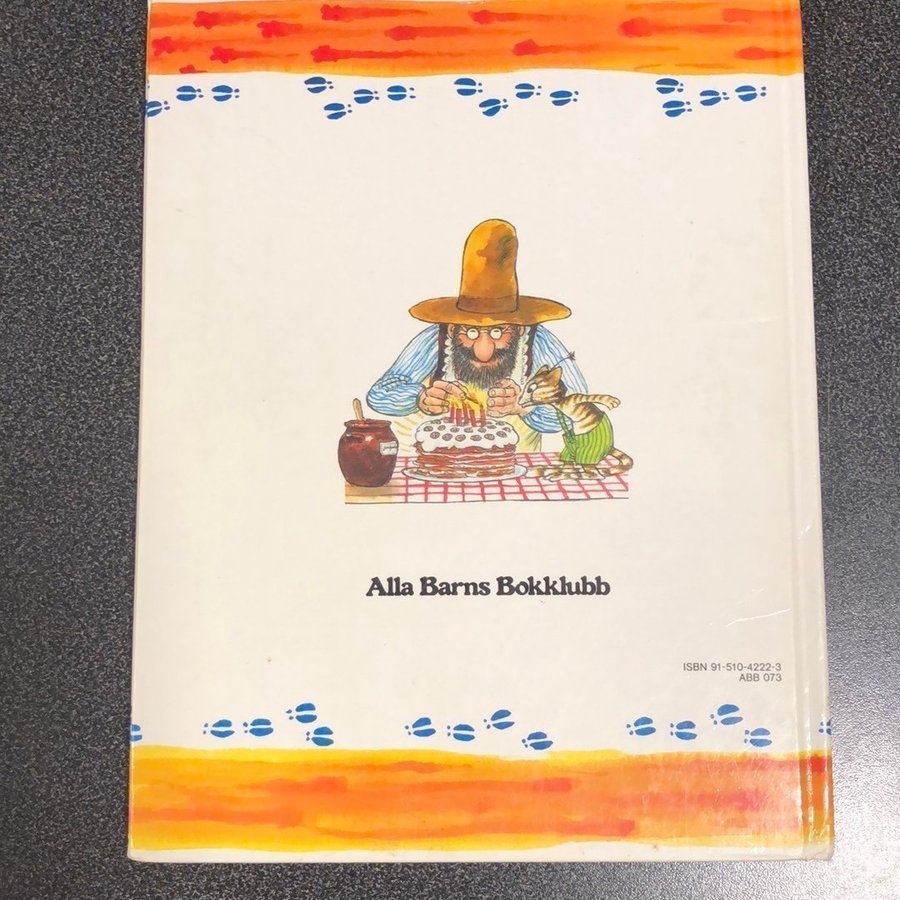 Alla Barns Bokklubb
ISBN 91-510-4222-3
ABB 073